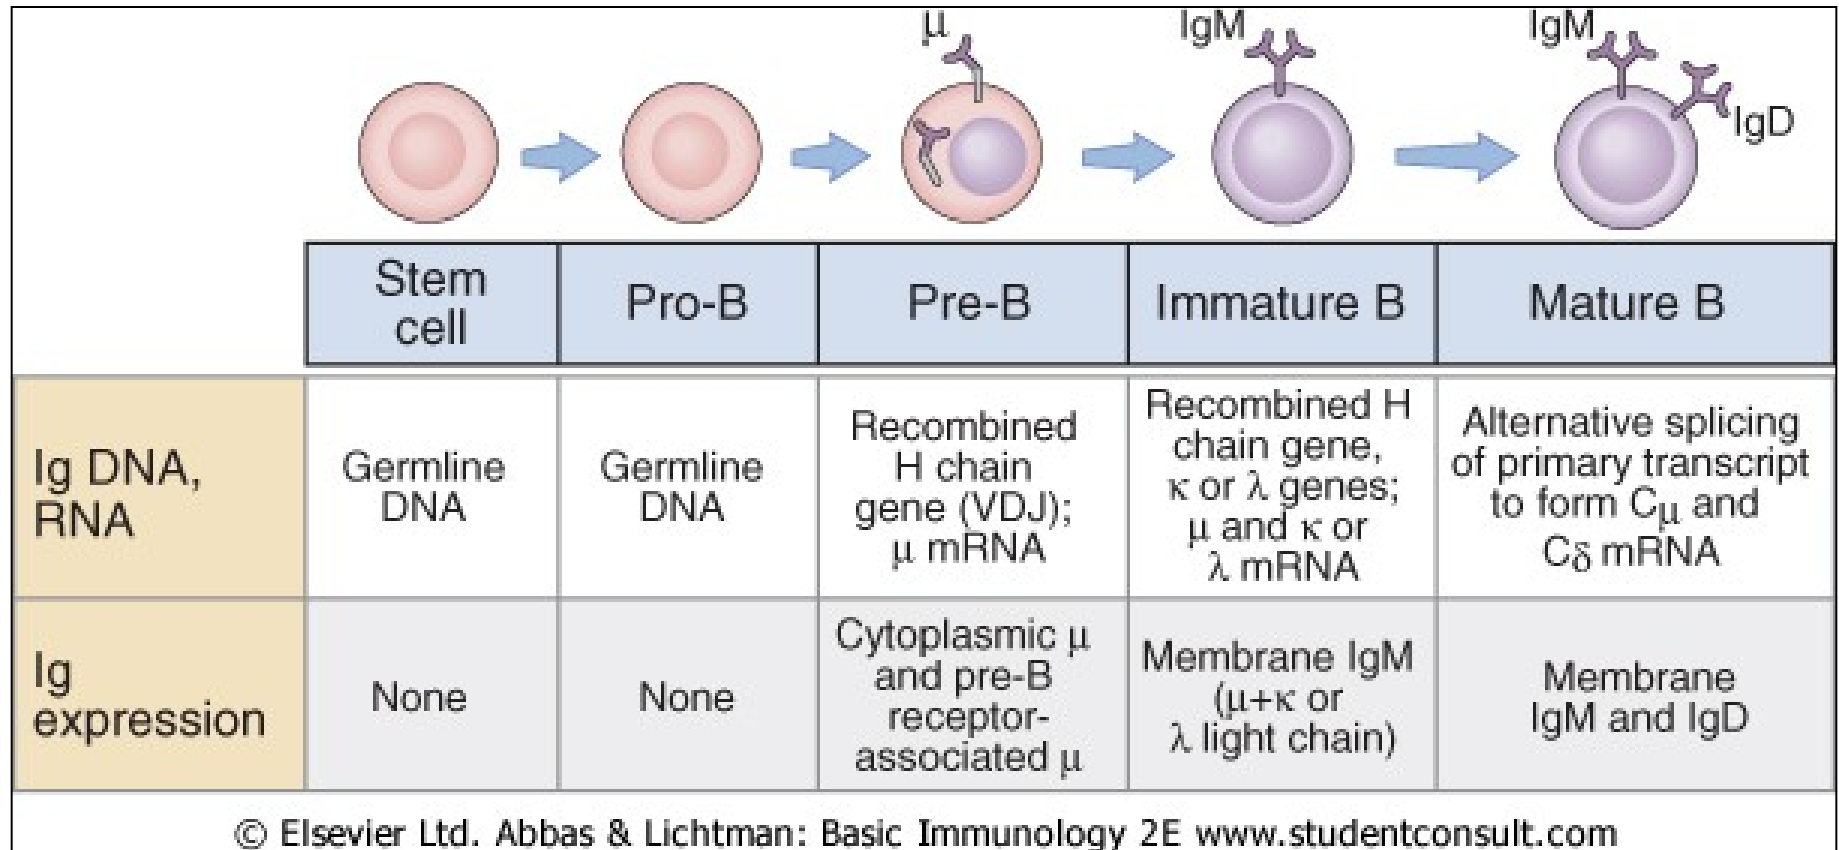 μ
IgM
IgM
IgD
Stem
cell
Pro-B
Pre-B
Immature B
Mature B
Ig DNA,
RNA
Germline
DNA
Germline
DNA
Recombined
H chain
gene (VDJ);
μ mRNA
Recombined H
chain gene,
κ or λ genes;
μ and κ or
λ mRNA
Alternative splicing
of primary transcript
to form Cμ and
Cδ mRNA
Ig
expression
None
None
Cytoplasmic μ
and pre-B
receptor-
associated μ
Membrane IgM
(μ+κ or
λ light chain)
Membrane
IgM and IgD
© Elsevier Ltd. Abbas & Lichtman: Basic Immunology 2E www.studentconsult.com